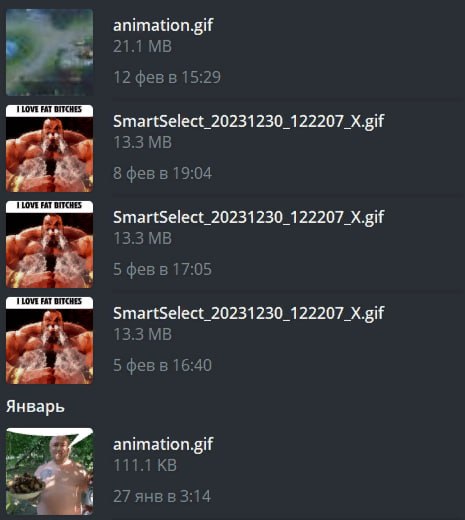 animation.gif
21.1 MB
12 фев в 15:29
I LOVE FAT BITCHES
SmartSelect_20231230_122207_X.gif
13.3 MB
8 фев в 19:04
I LOVE FAT BITCHES
SmartSelect_20231230_122207_X.gif
13.3 MB
5 фев в 17:05
I LOVE FAT BITCHES
SmartSelect_20231230_122207_X.gif
13.3 MB
5 фев в 16:40
Январь
animation.gif
111.1 KB
27 янв в 3:14